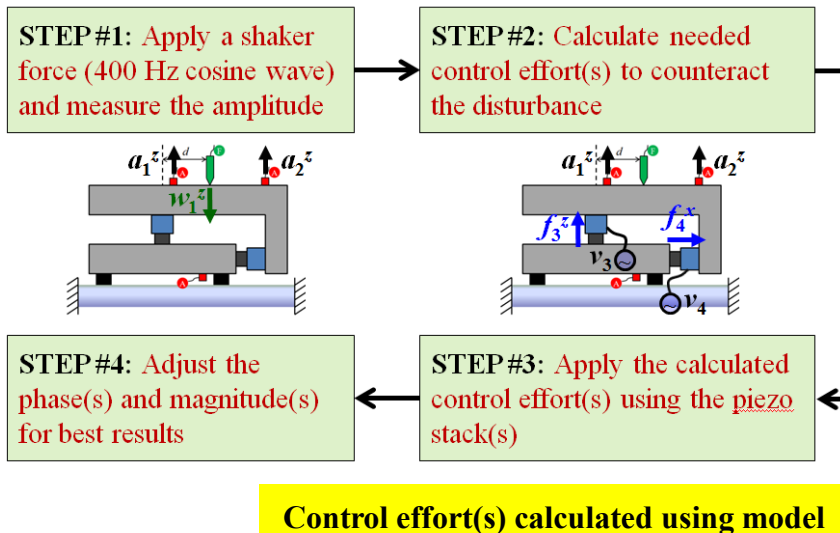 STEP #1: Apply a shaker
force (400 Hz cosine wave)
and measure the amplitude
STEP #2: Calculate needed
control effort(s) to counteract
the disturbance
a₁ᶻ
d
F
A
A
a₂ᶻ
w₁ᶻ
A
a₁ᶻ
d
F
A
A
a₂ᶻ
f₃ᶻ
f₄ˣ
v₃
A
v₄
STEP #4: Adjust the
phase(s) and magnitude(s)
for best results
STEP #3: Apply the calculated
control effort(s) using the piezo
stack(s)
Control effort(s) calculated using model